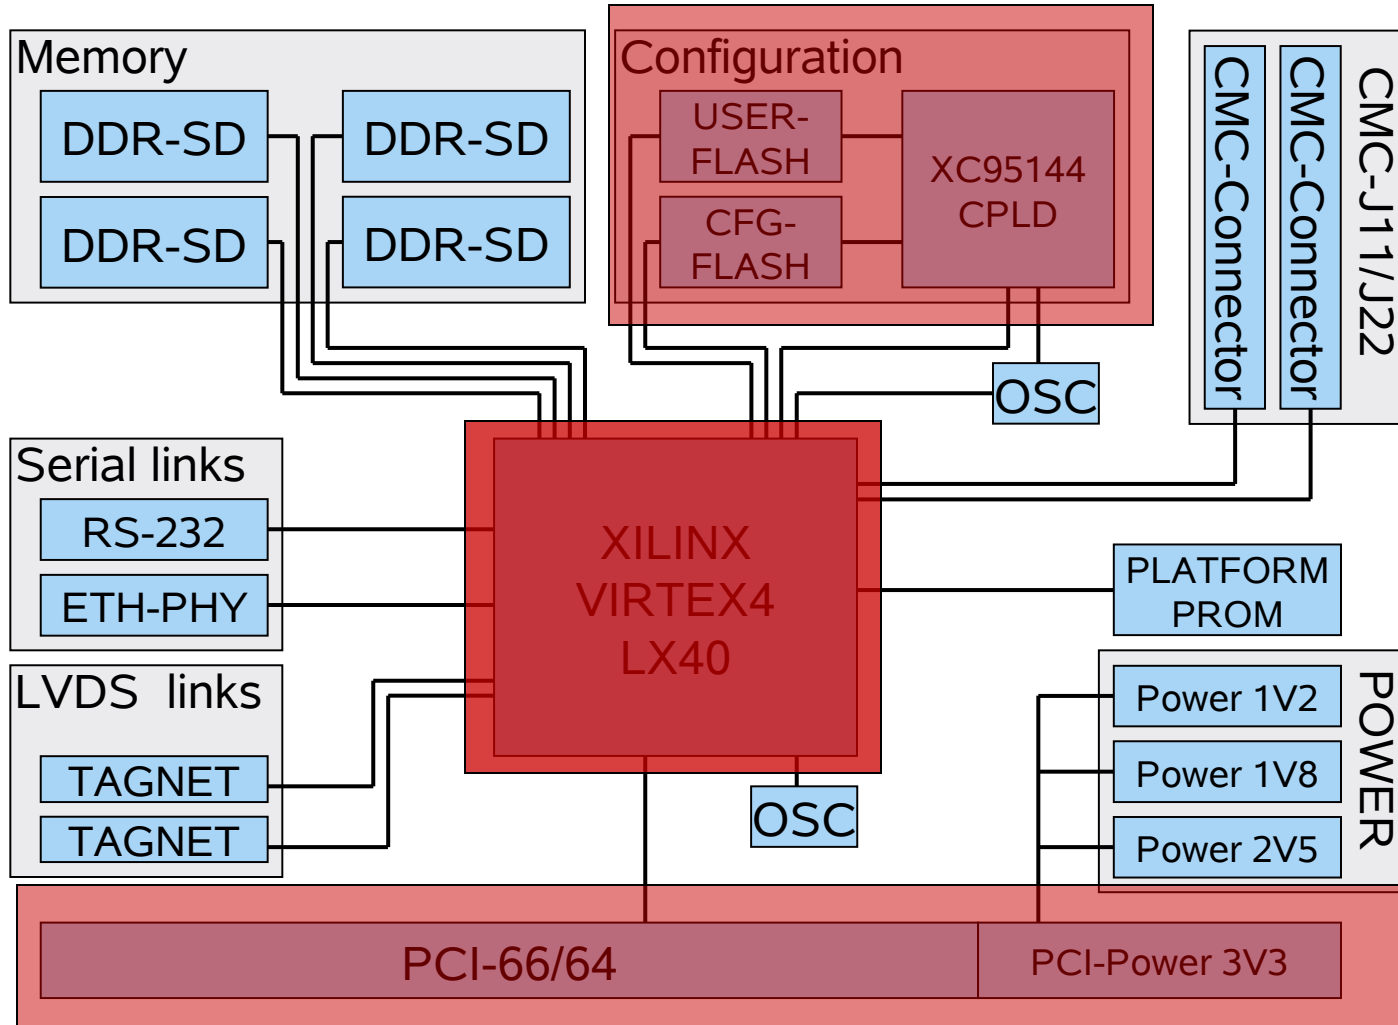 Memory
DDR-SD
DDR-SD
DDR-SD
DDR-SD
Configuration
USER-
FLASH
CFG-
FLASH
XC95144
CPLD
OSC
CMC-Connector
CMC-Connector
CMC-J11/J22
Serial links
RS-232
ETH-PHY
XILINX
VIRTEX4
LX40
PLATFORM
PROM
LVDS links
TAGNET
TAGNET
OSC
Power 1V2
Power 1V8
Power 2V5
POWER
PCI-66/64
PCI-Power 3V3